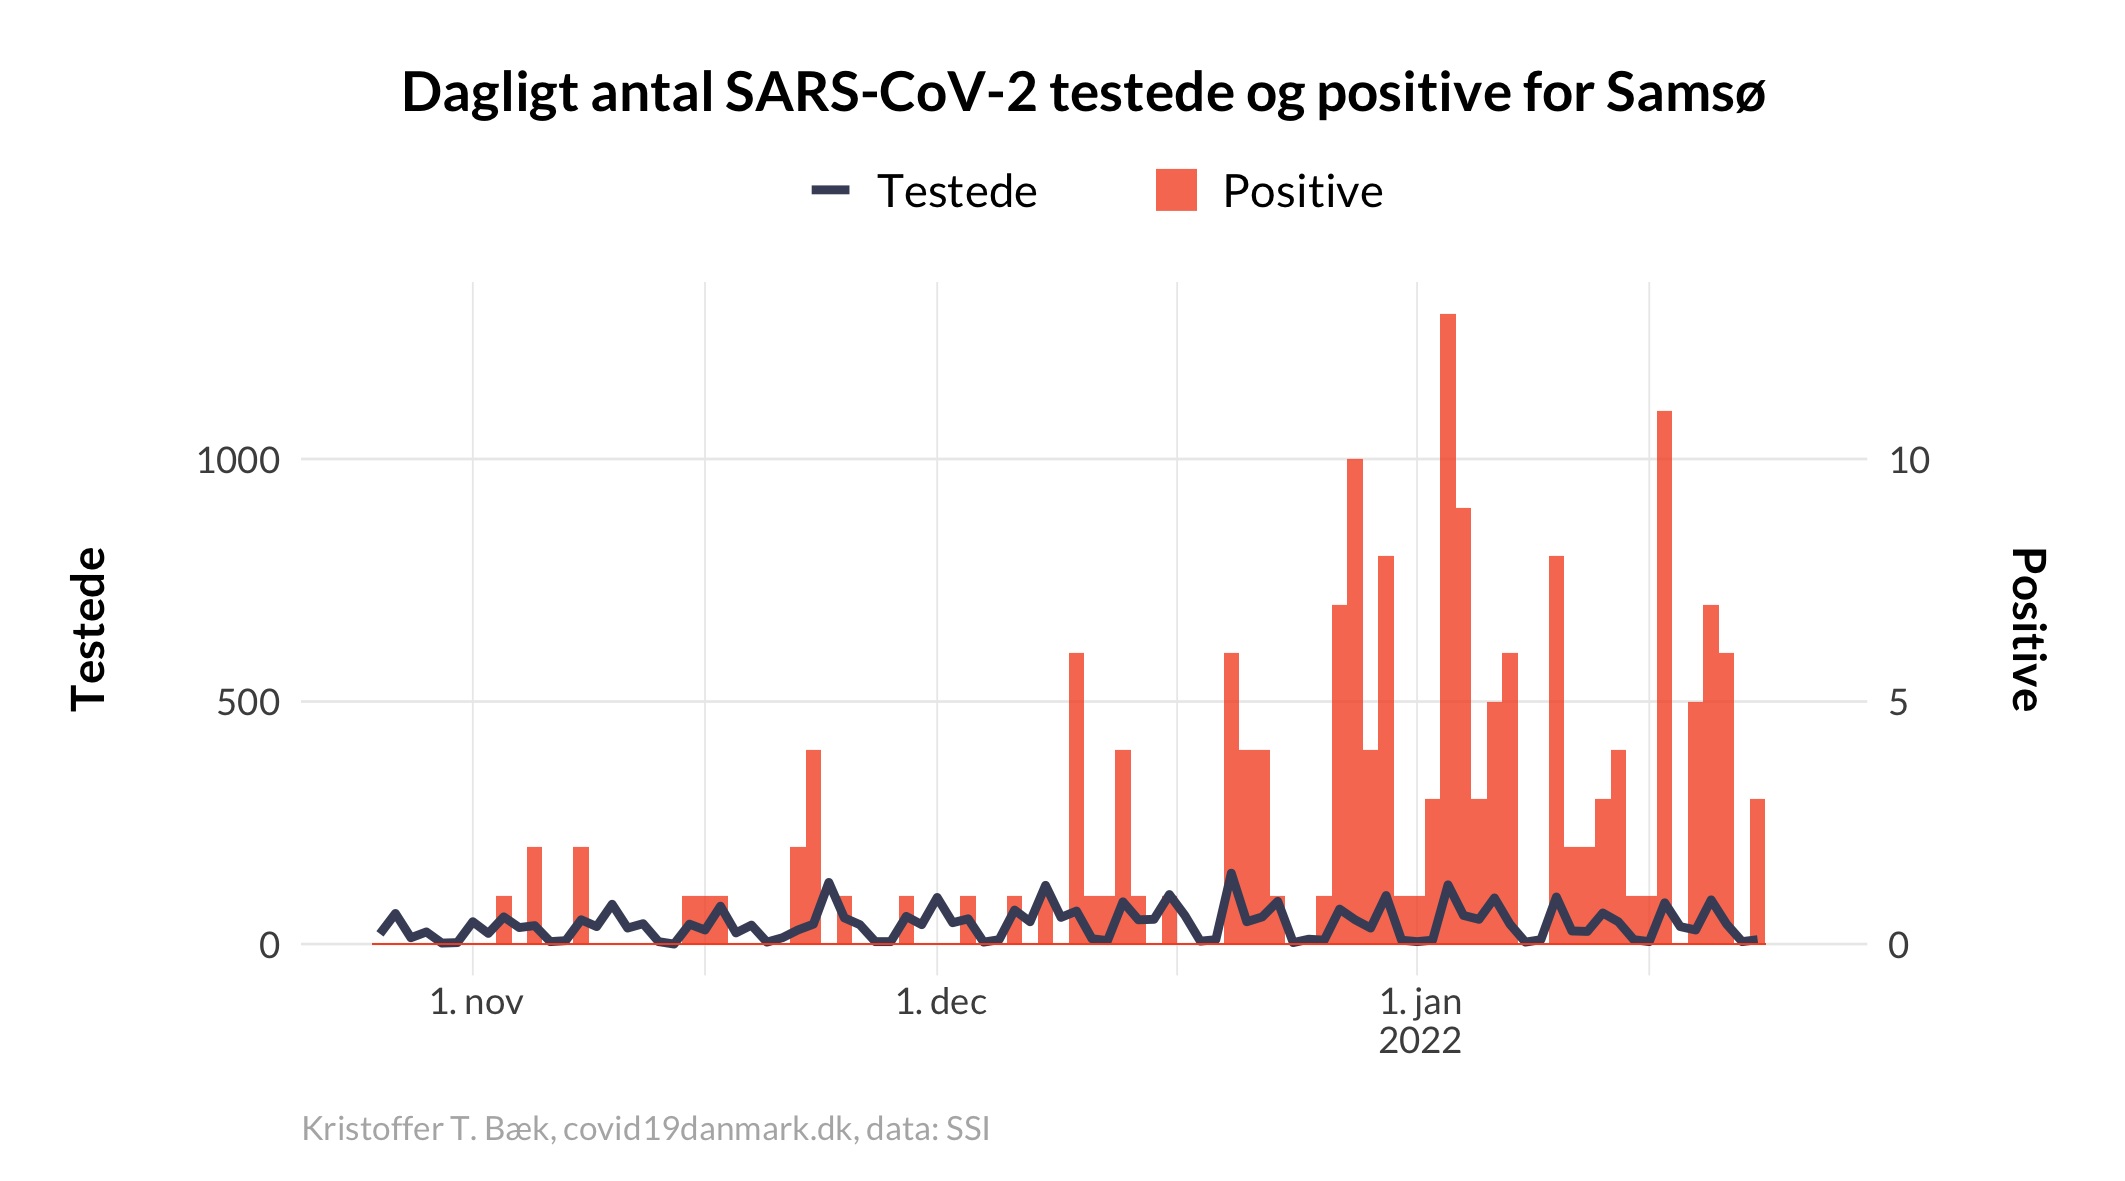 Dagligt antal SARS-CoV-2 testede og positive for Samsø
Testede
Positive
1000
500
0
10
5
0
Testede
Positive
1. nov
1. dec
1. jan
2022
Kristoffer T. Bæk, covid19danmark.dk, data: SSI